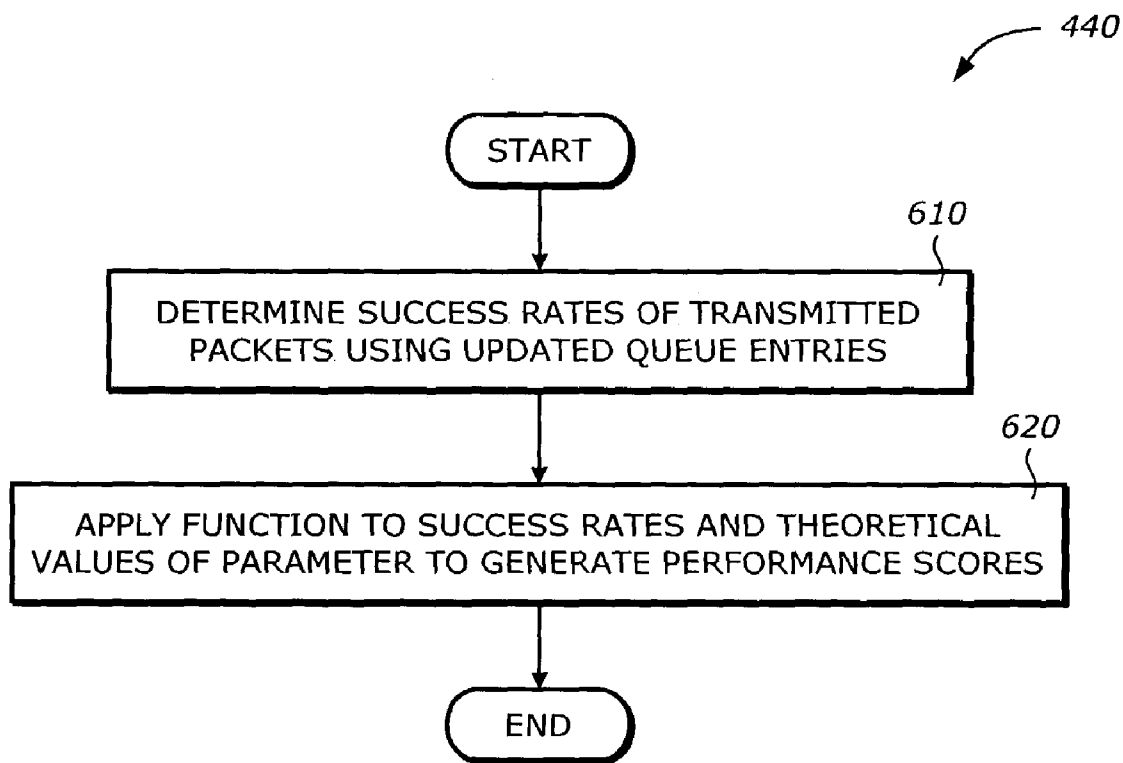 440
START
610
DETERMINE SUCCESS RATES OF TRANSMITTED
PACKETS USING UPDATED QUEUE ENTRIES
620
APPLY FUNCTION TO SUCCESS RATES AND THEORETICAL
VALUES OF PARAMETER TO GENERATE PERFORMANCE SCORES
END